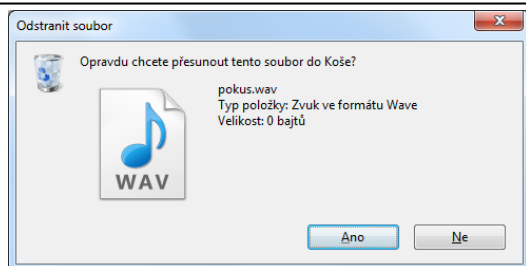 Odstranit soubor
Opravdu chcete přesunout tento soubor do Koše?
pokus.wav
Typ položky: Zvuk ve formátu Wave
Velikost: 0 bajtů
WAV
Ano
Ne